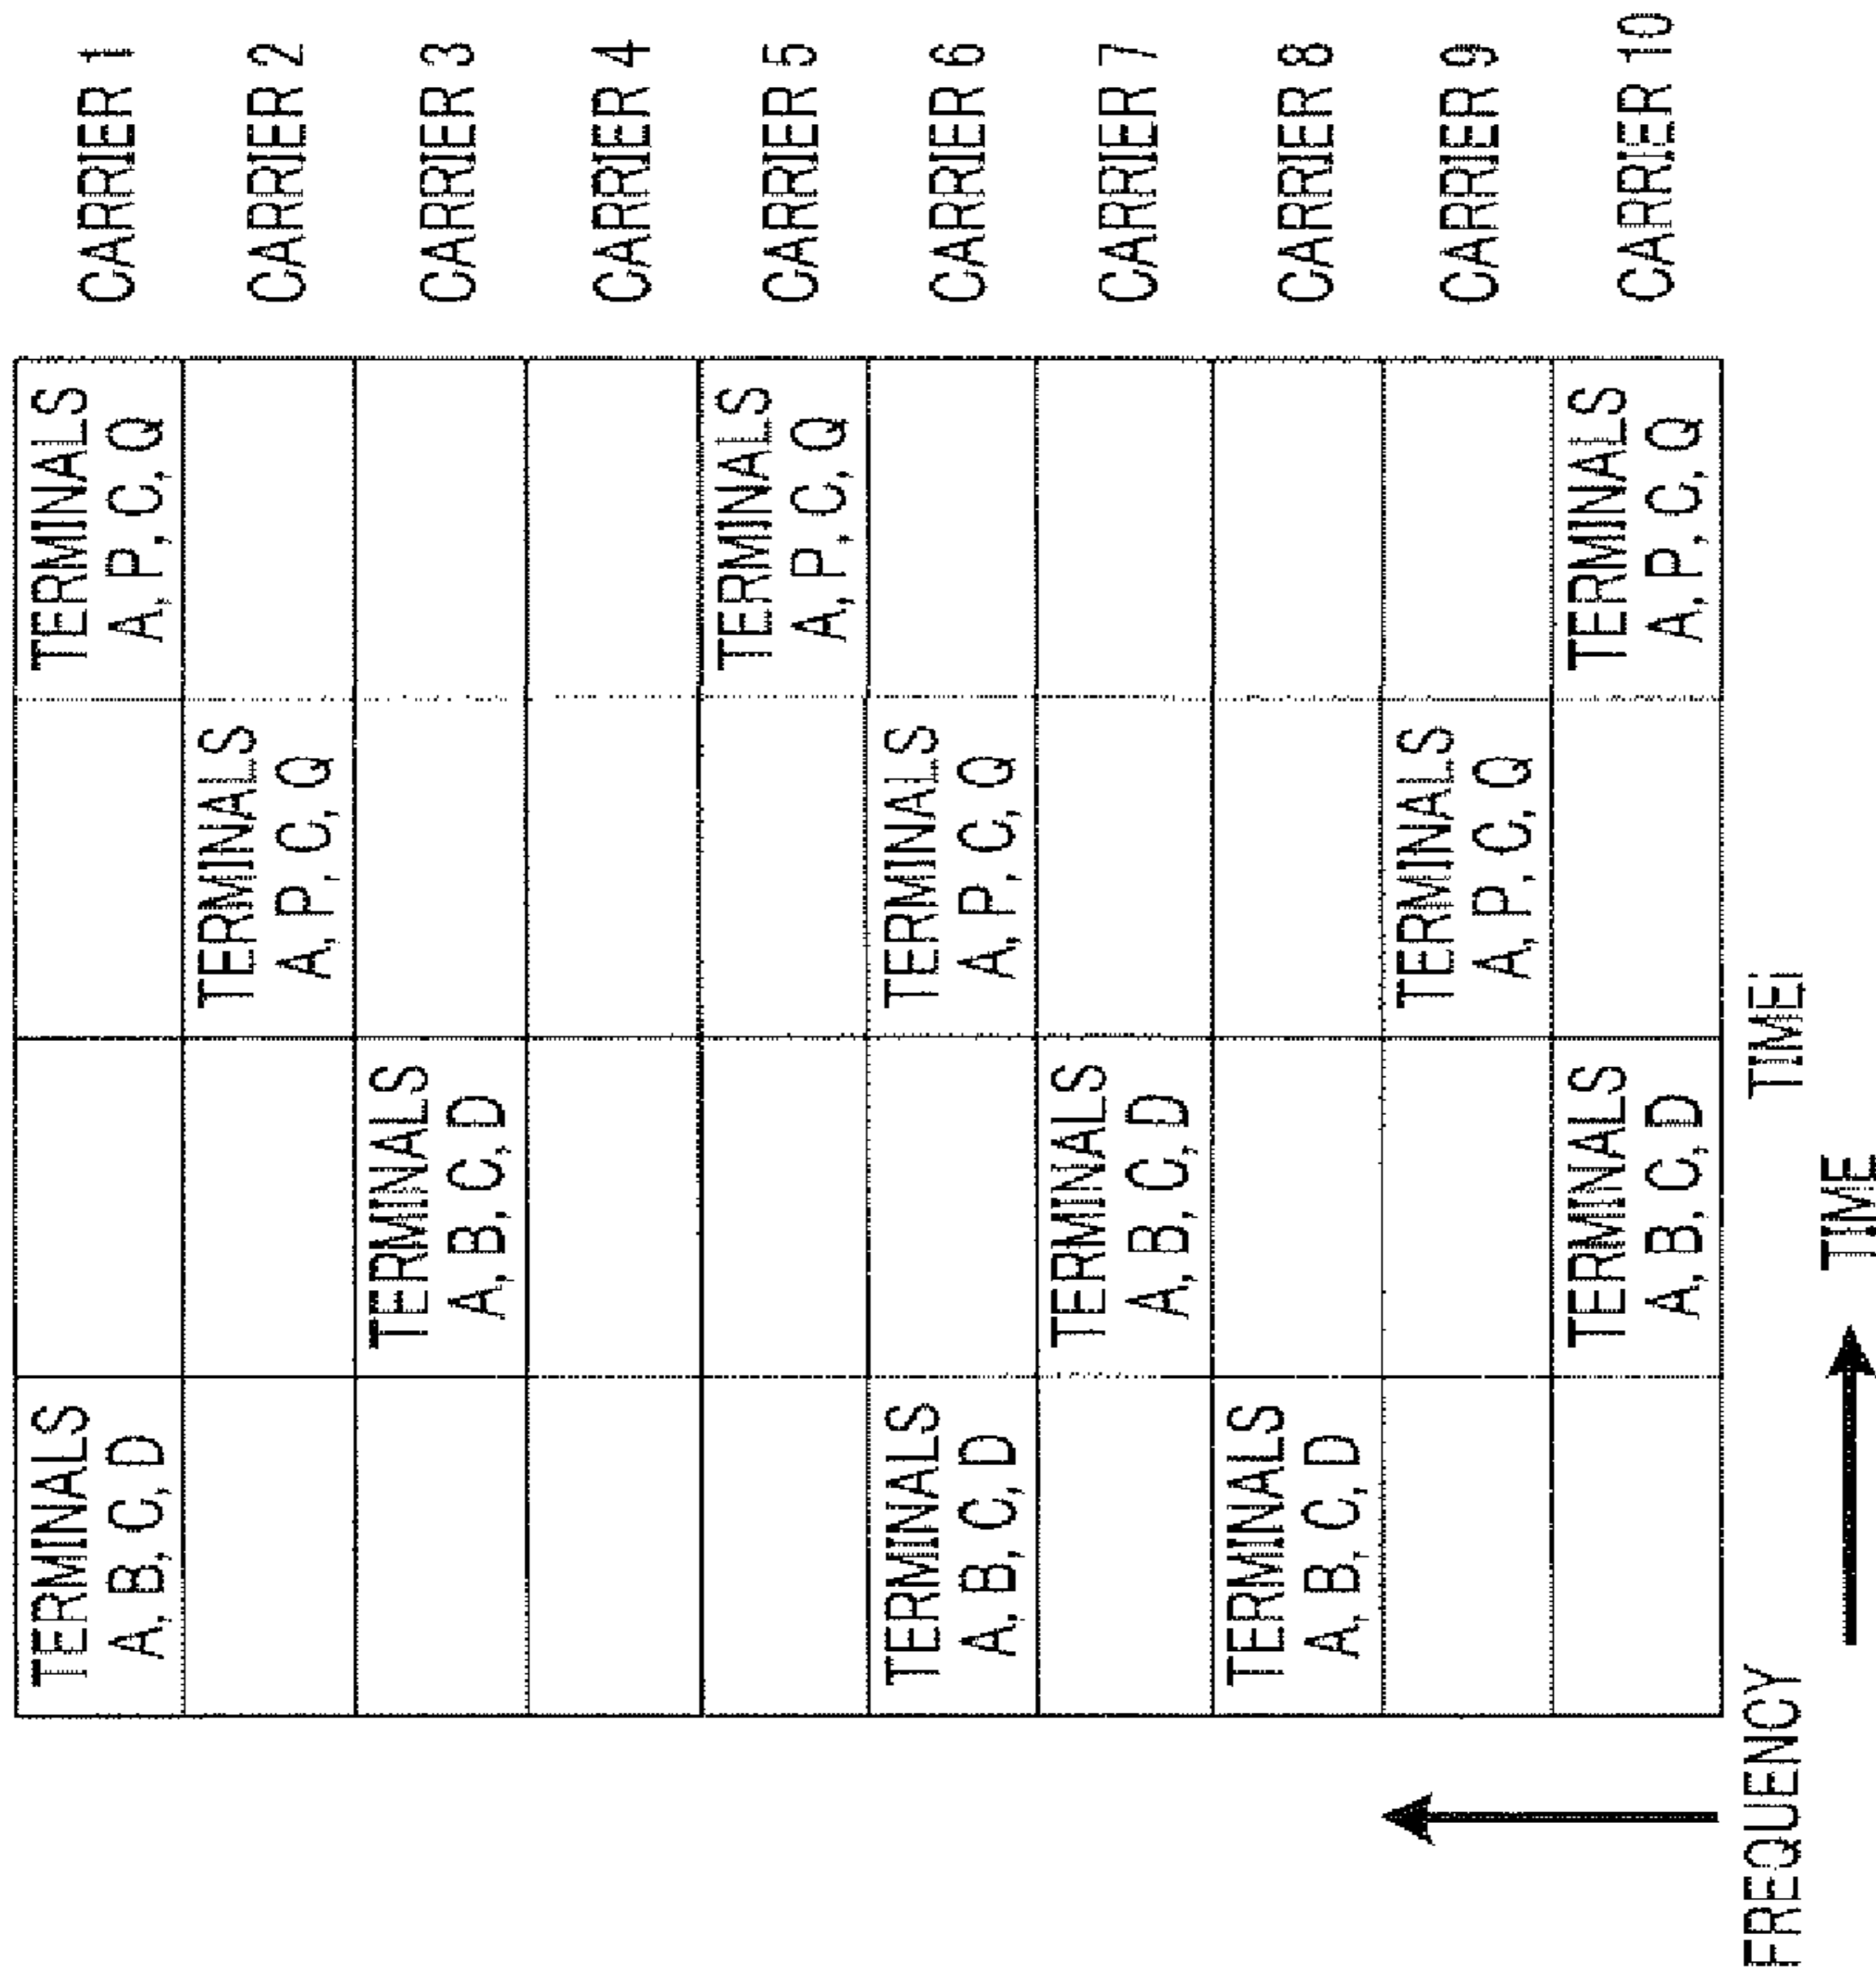 TERMINALS
A, B, C, D
TERMINALS
A, P, C, Q
CARRIER 1
TERMINALS
A, P, C, Q
CARRIER 2
TERMINALS
A, B, C, D
CARRIER 3
CARRIER 4
TERMINALS
A, P, C, Q
CARRIER 5
TERMINALS
A, B, C, D
TERMINALS
A, P, C, Q
CARRIER 6
TERMINALS
A, B, C, D
CARRIER 7
TERMINALS
A, B, C, D
CARRIER 8
TERMINALS
A, P, C, Q
CARRIER 9
TERMINALS
A, B, C, D
TERMINALS
A, P, C, Q
CARRIER 10
FREQUENCY
TIMEi
TIME